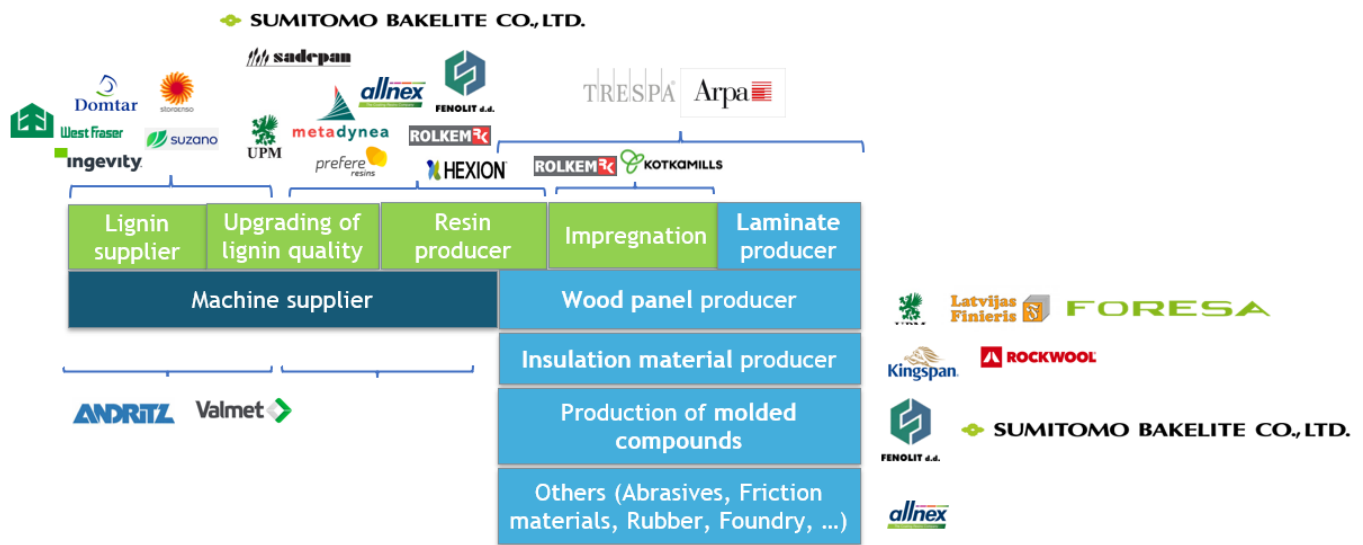 SUMITOMO BAKELITE CO., LTD.
sadepan
Domtar
storaenso
allnex
FENOLIT d.d.
TRESPA®
Arpa
West Fraser
suzano
UPM
metadynea
ROLKEM RK
ingevity.
prefere
resins
HEXION
ROLKEM RK
KOTKAMILLS
Lignin
supplier
Upgrading of
lignin quality
Resin
producer
Impregnation
Laminate
producer
Machine supplier
Wood panel producer
UPM
Latvijas
Finieris
FORESA
Insulation material producer
Kingspan.
ROCKWOOL®
ANDRITZ
Valmet
Production of molded
compounds
FENOLIT d.d.
SUMITOMO BAKELITE CO., LTD.
Others (Abrasives, Friction
materials, Rubber, Foundry, ...)
allnex